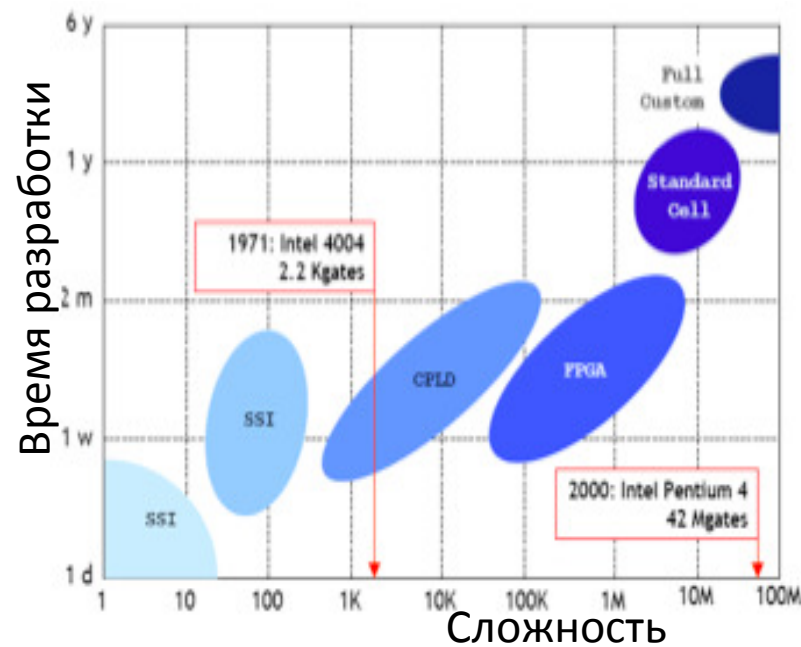 6 y
Full
Custom
1 y
Standard
Cell
1971: Intel 4004
2.2 Kgates
2 m
CPLD
FPGA
SSI
1 w
2000: Intel Pentium 4
42 Mgates
SSI
1 d
1 10 100 1K 10K 100K 1M 10M 100M
Время разработки
Сложность